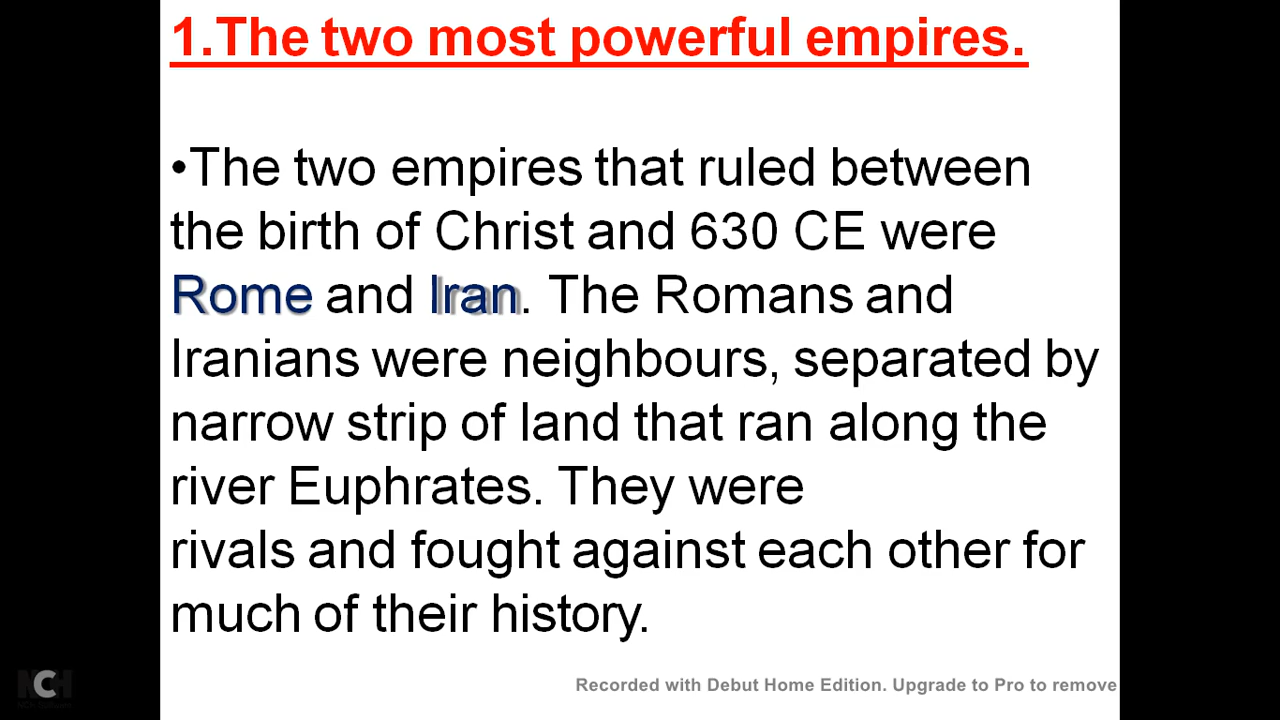 1.The two most powerful empires.
•The two empires that ruled between
the birth of Christ and 630 CE were
Rome and Iran. The Romans and
Iranians were neighbours, separated by
narrow strip of land that ran along the
river Euphrates. They were
rivals and fought against each other for
much of their history.
NCH
NCH Software
Recorded with Debut Home Edition. Upgrade to Pro to remove